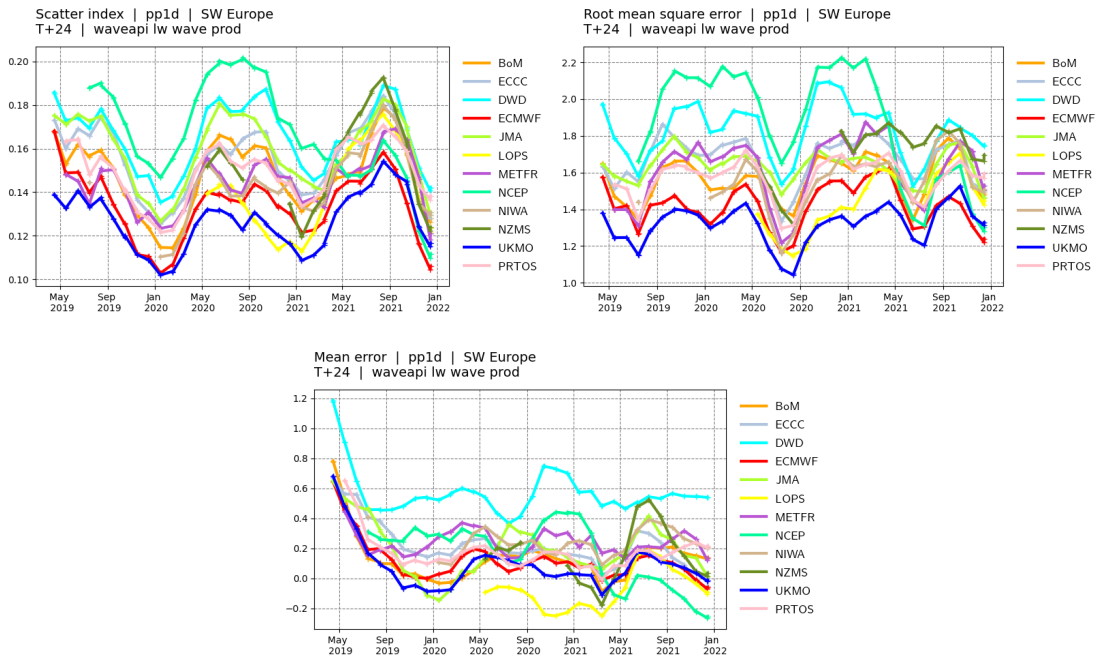 Scatter index | pp1d | SW Europe
T+24 | waveapi lw wave prod
0.20
0.18
0.16
0.14
0.12
0.10
May Sep Jan May Sep Jan May Sep Jan
2019 2019 2020 2020 2020 2021 2021 2021 2022
BoM
ECCC
DWD
ECMWF
JMA
LOPS
METFR
NCEP
NIWA
NZMS
UKMO
PRTOS
Root mean square error | pp1d | SW Europe
T+24 | waveapi lw wave prod
2.2
2.0
1.8
1.6
1.4
1.2
1.0
May Sep Jan May Sep Jan May Sep Jan
2019 2019 2020 2020 2020 2021 2021 2021 2022
BoM
ECCC
DWD
ECMWF
JMA
LOPS
METFR
NCEP
NIWA
NZMS
UKMO
PRTOS
Mean error | pp1d | SW Europe
T+24 | waveapi lw wave prod
1.2
1.0
0.8
0.6
0.4
0.2
0.0
−0.2
May Sep Jan May Sep Jan May Sep Jan
2019 2019 2020 2020 2020 2021 2021 2021 2022
BoM
ECCC
DWD
ECMWF
JMA
LOPS
METFR
NCEP
NIWA
NZMS
UKMO
PRTOS